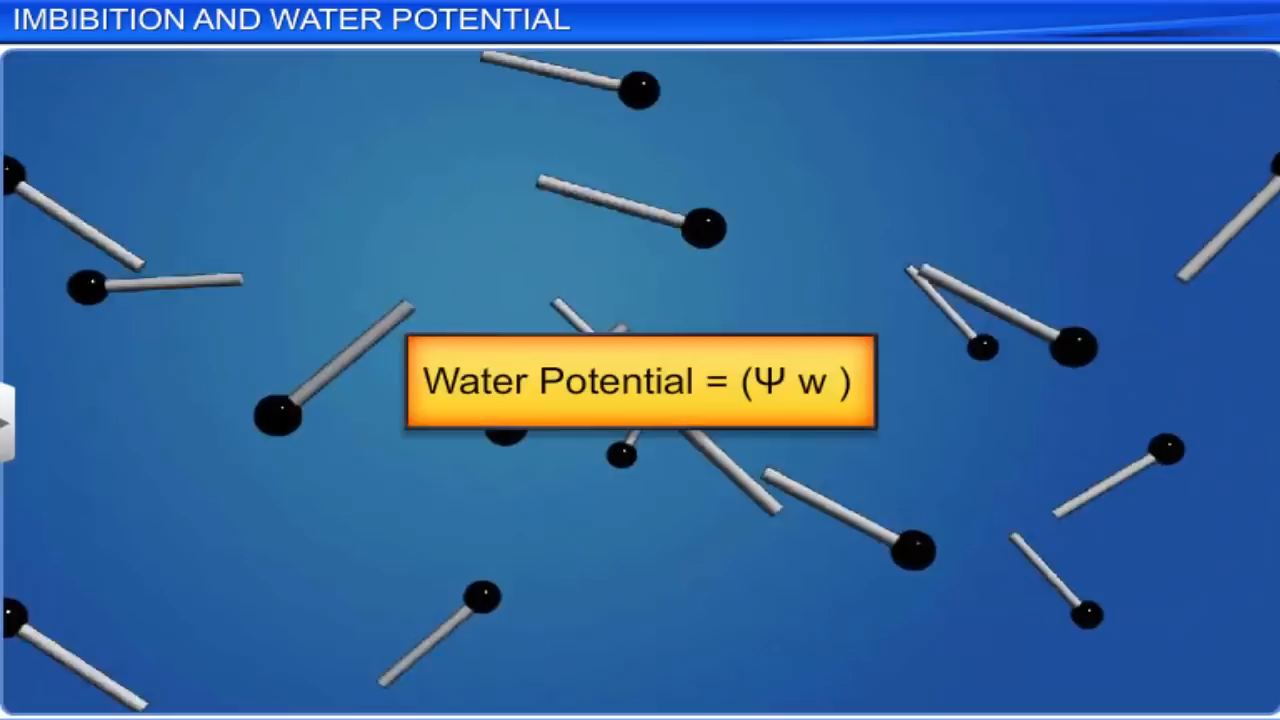 IMBIBITION AND WATER POTENTIAL
Water Potential = (Ψ w )